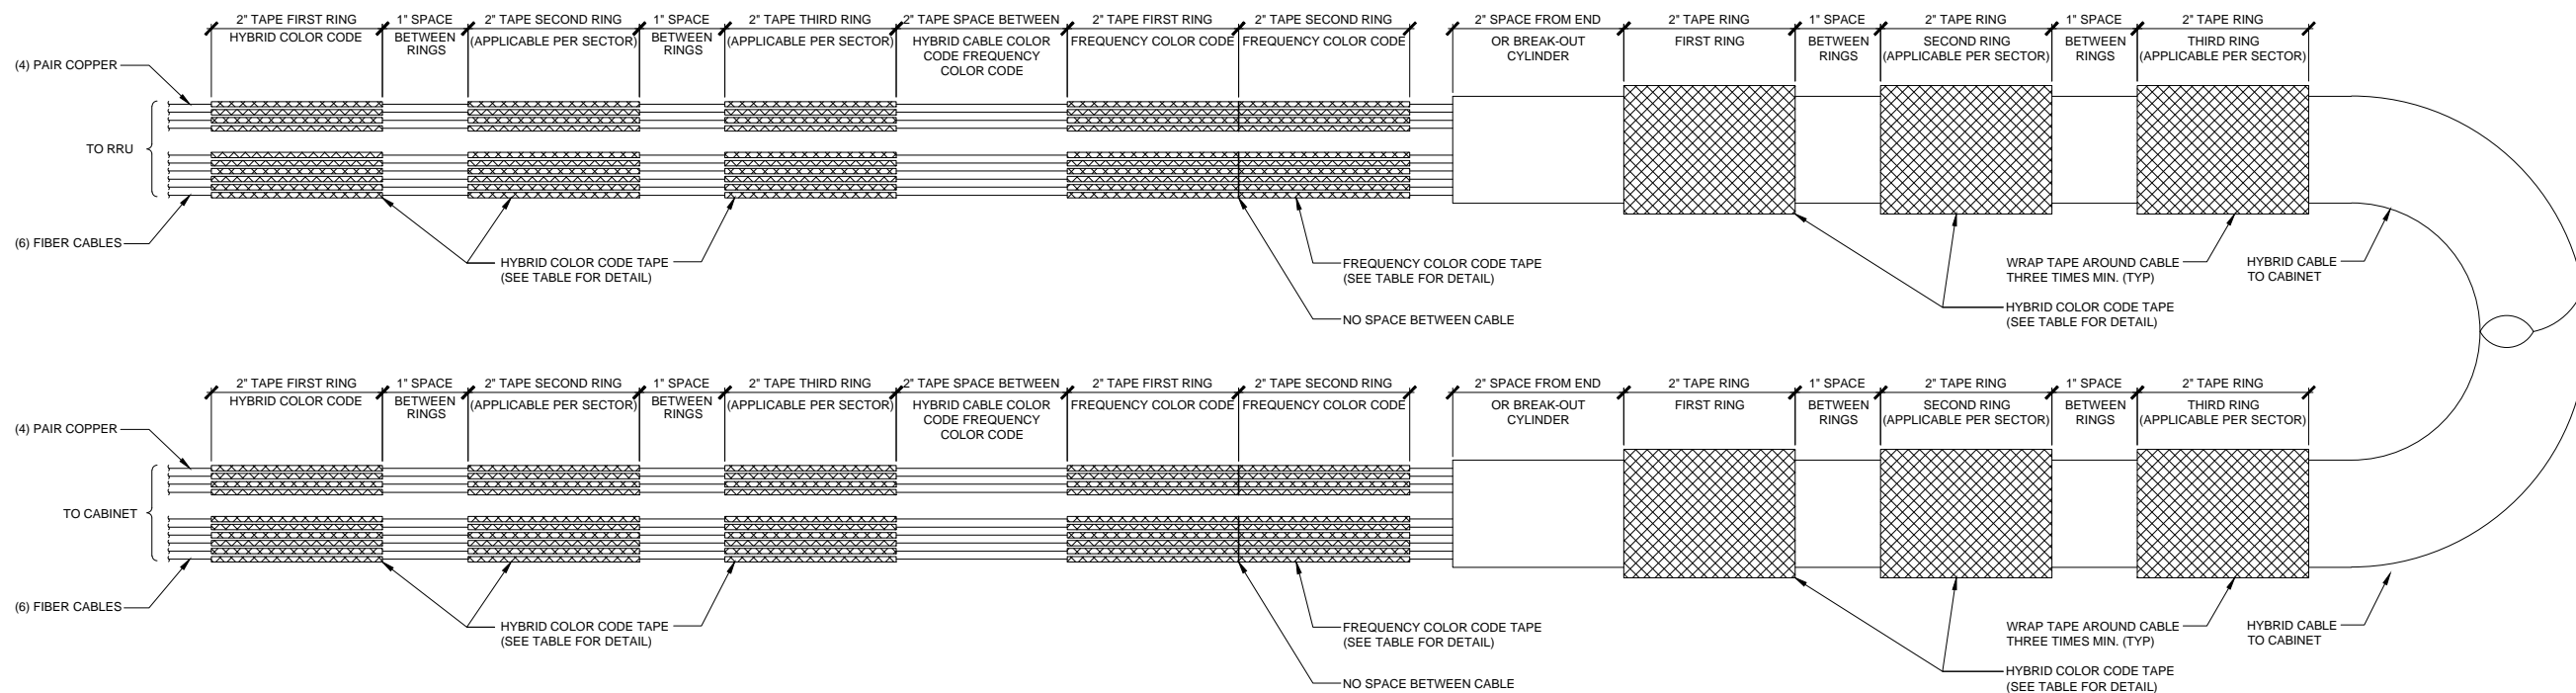 2" TAPE FIRST RING
HYBRID COLOR CODE
1" SPACE
BETWEEN
RINGS
2" TAPE SECOND RING
(APPLICABLE PER SECTOR)
1" SPACE
BETWEEN
RINGS
2" TAPE THIRD RING
(APPLICABLE PER SECTOR)
2" TAPE SPACE BETWEEN
HYBRID CABLE COLOR
CODE FREQUENCY
COLOR CODE
2" TAPE FIRST RING
FREQUENCY COLOR CODE
2" TAPE SECOND RING
FREQUENCY COLOR CODE
2" SPACE FROM END
OR BREAK-OUT
CYLINDER
2" TAPE RING
FIRST RING
1" SPACE
BETWEEN
RINGS
2" TAPE RING
SECOND RING
(APPLICABLE PER SECTOR)
1" SPACE
BETWEEN
RINGS
2" TAPE RING
THIRD RING
(APPLICABLE PER SECTOR)
(4) PAIR COPPER
TO RRU
(6) FIBER CABLES
HYBRID COLOR CODE TAPE
(SEE TABLE FOR DETAIL)
FREQUENCY COLOR CODE TAPE
(SEE TABLE FOR DETAIL)
NO SPACE BETWEEN CABLE
WRAP TAPE AROUND CABLE
THREE TIMES MIN. (TYP)
HYBRID CABLE
TO CABINET
HYBRID COLOR CODE TAPE
(SEE TABLE FOR DETAIL)
2" TAPE FIRST RING
HYBRID COLOR CODE
1" SPACE
BETWEEN
RINGS
2" TAPE SECOND RING
(APPLICABLE PER SECTOR)
1" SPACE
BETWEEN
RINGS
2" TAPE THIRD RING
(APPLICABLE PER SECTOR)
2" TAPE SPACE BETWEEN
HYBRID CABLE COLOR
CODE FREQUENCY
COLOR CODE
2" TAPE FIRST RING
FREQUENCY COLOR CODE
2" TAPE SECOND RING
FREQUENCY COLOR CODE
2" SPACE FROM END
OR BREAK-OUT
CYLINDER
2" TAPE RING
FIRST RING
1" SPACE
BETWEEN
RINGS
2" TAPE RING
SECOND RING
(APPLICABLE PER SECTOR)
1" SPACE
BETWEEN
RINGS
2" TAPE RING
THIRD RING
(APPLICABLE PER SECTOR)
(4) PAIR COPPER
TO CABINET
(6) FIBER CABLES
HYBRID COLOR CODE TAPE
(SEE TABLE FOR DETAIL)
FREQUENCY COLOR CODE TAPE
(SEE TABLE FOR DETAIL)
NO SPACE BETWEEN CABLE
WRAP TAPE AROUND CABLE
THREE TIMES MIN. (TYP)
HYBRID CABLE
TO CABINET
HYBRID COLOR CODE TAPE
(SEE TABLE FOR DETAIL)